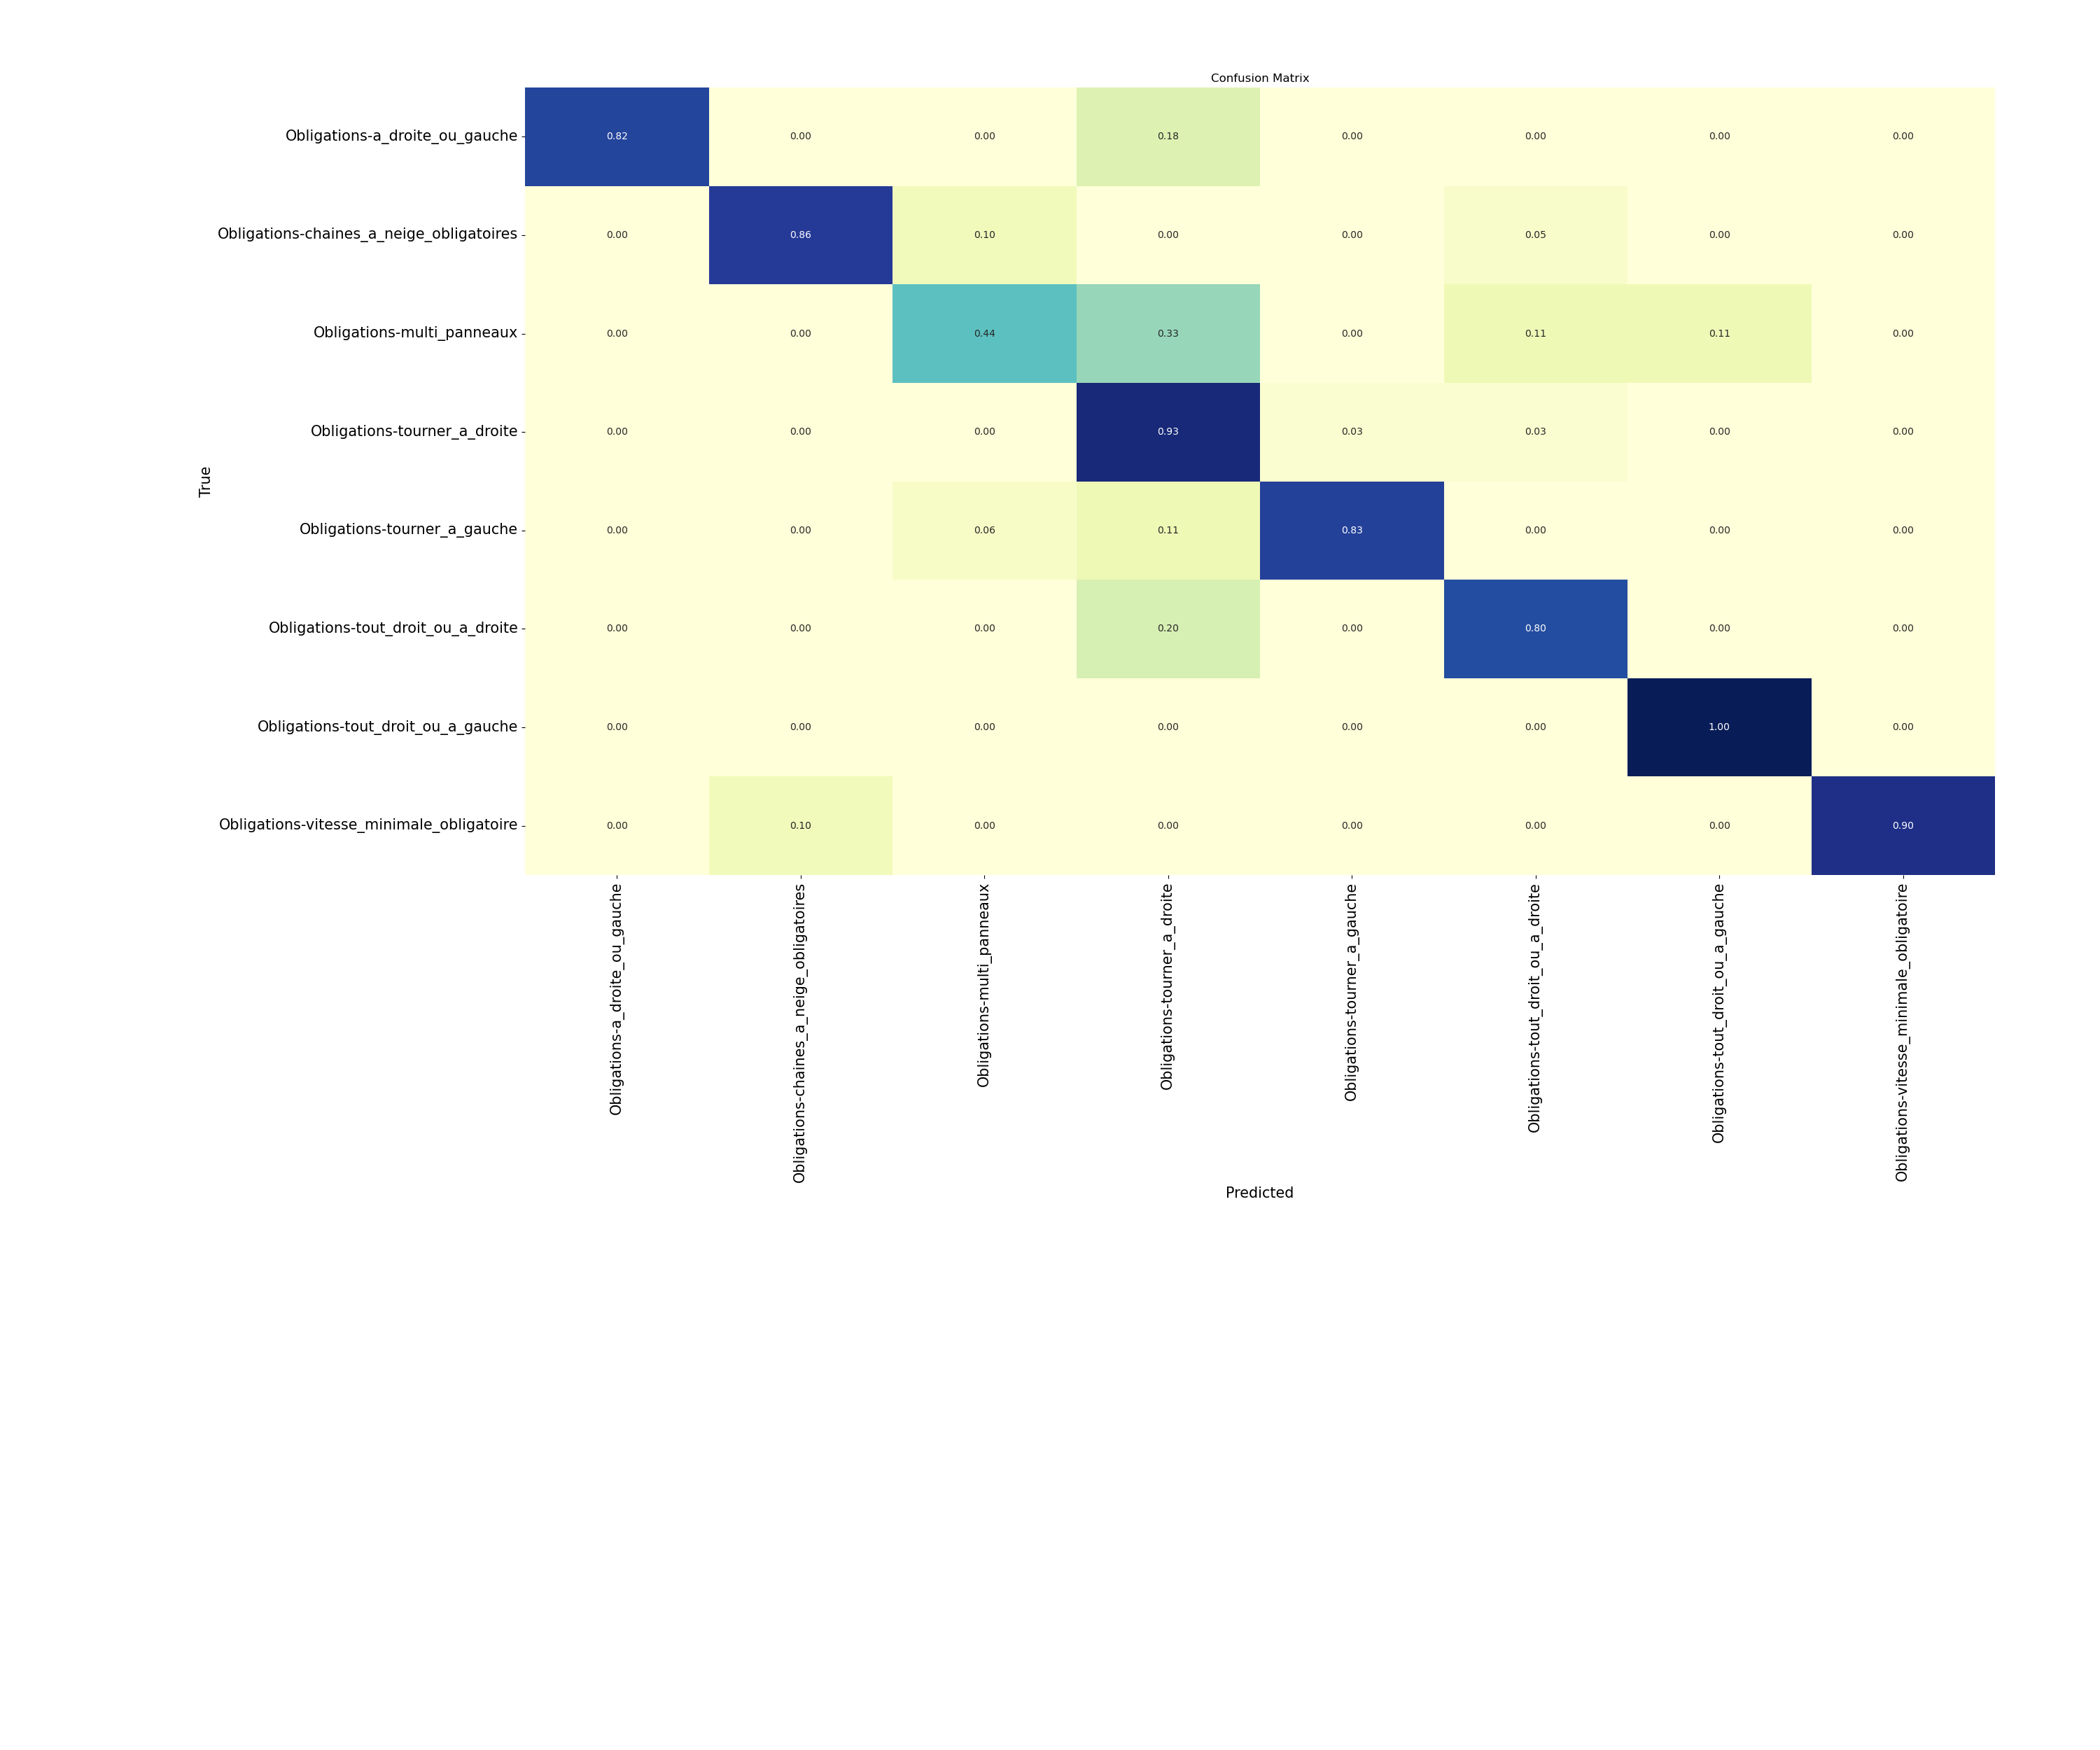 Confusion Matrix
Obligations-a_droite_ou_gauche 0.82 0.00 0.00 0.18 0.00 0.00 0.00 0.00
Obligations-chaines_a_neige_obligatoires 0.00 0.86 0.10 0.00 0.00 0.05 0.00 0.00
Obligations-multi_panneaux 0.00 0.00 0.44 0.33 0.00 0.11 0.11 0.00
Obligations-tourner_a_droite 0.00 0.00 0.00 0.93 0.03 0.03 0.00 0.00
True
Obligations-tourner_a_gauche 0.00 0.00 0.06 0.11 0.83 0.00 0.00 0.00
Obligations-tout_droit_ou_a_droite 0.00 0.00 0.00 0.20 0.00 0.80 0.00 0.00
Obligations-tout_droit_ou_a_gauche 0.00 0.00 0.00 0.00 0.00 0.00 1.00 0.00
Obligations-vitesse_minimale_obligatoire 0.00 0.10 0.00 0.00 0.00 0.00 0.00 0.90
Obligations-a_droite_ou_gauche
Obligations-chaines_a_neige_obligatoires
Obligations-multi_panneaux
Obligations-tourner_a_droite
Obligations-tourner_a_gauche
Obligations-tout_droit_ou_a_droite
Obligations-tout_droit_ou_a_gauche
Obligations-vitesse_minimale_obligatoire
Predicted